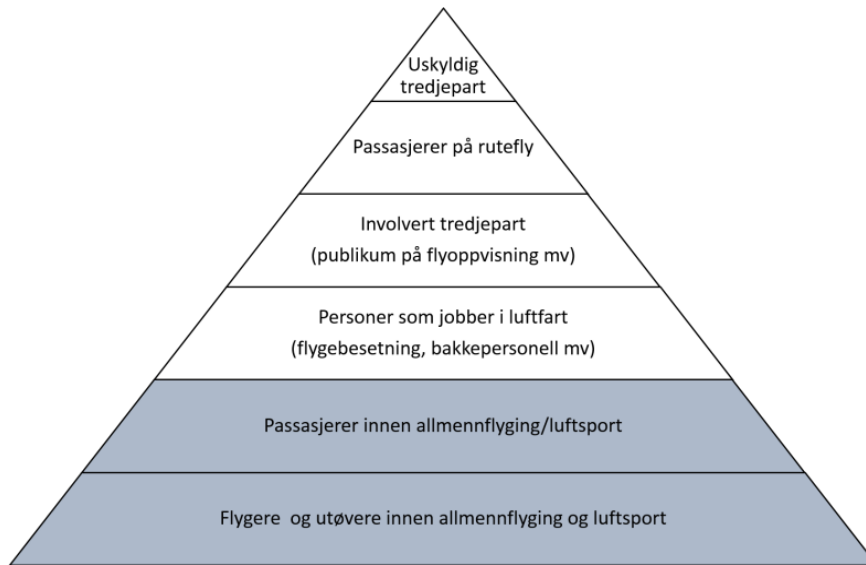 Uskyldig
tredjepart
Passasjerer på rutefly
Involvert tredjepart
(publikum på flyoppvisning mv)
Personer som jobber i luftfart
(flygebesetning, bakkepersonell mv)
Passasjerer innen allmennflyging/luftsport
Flygere og utøvere innen allmennflyging og luftsport